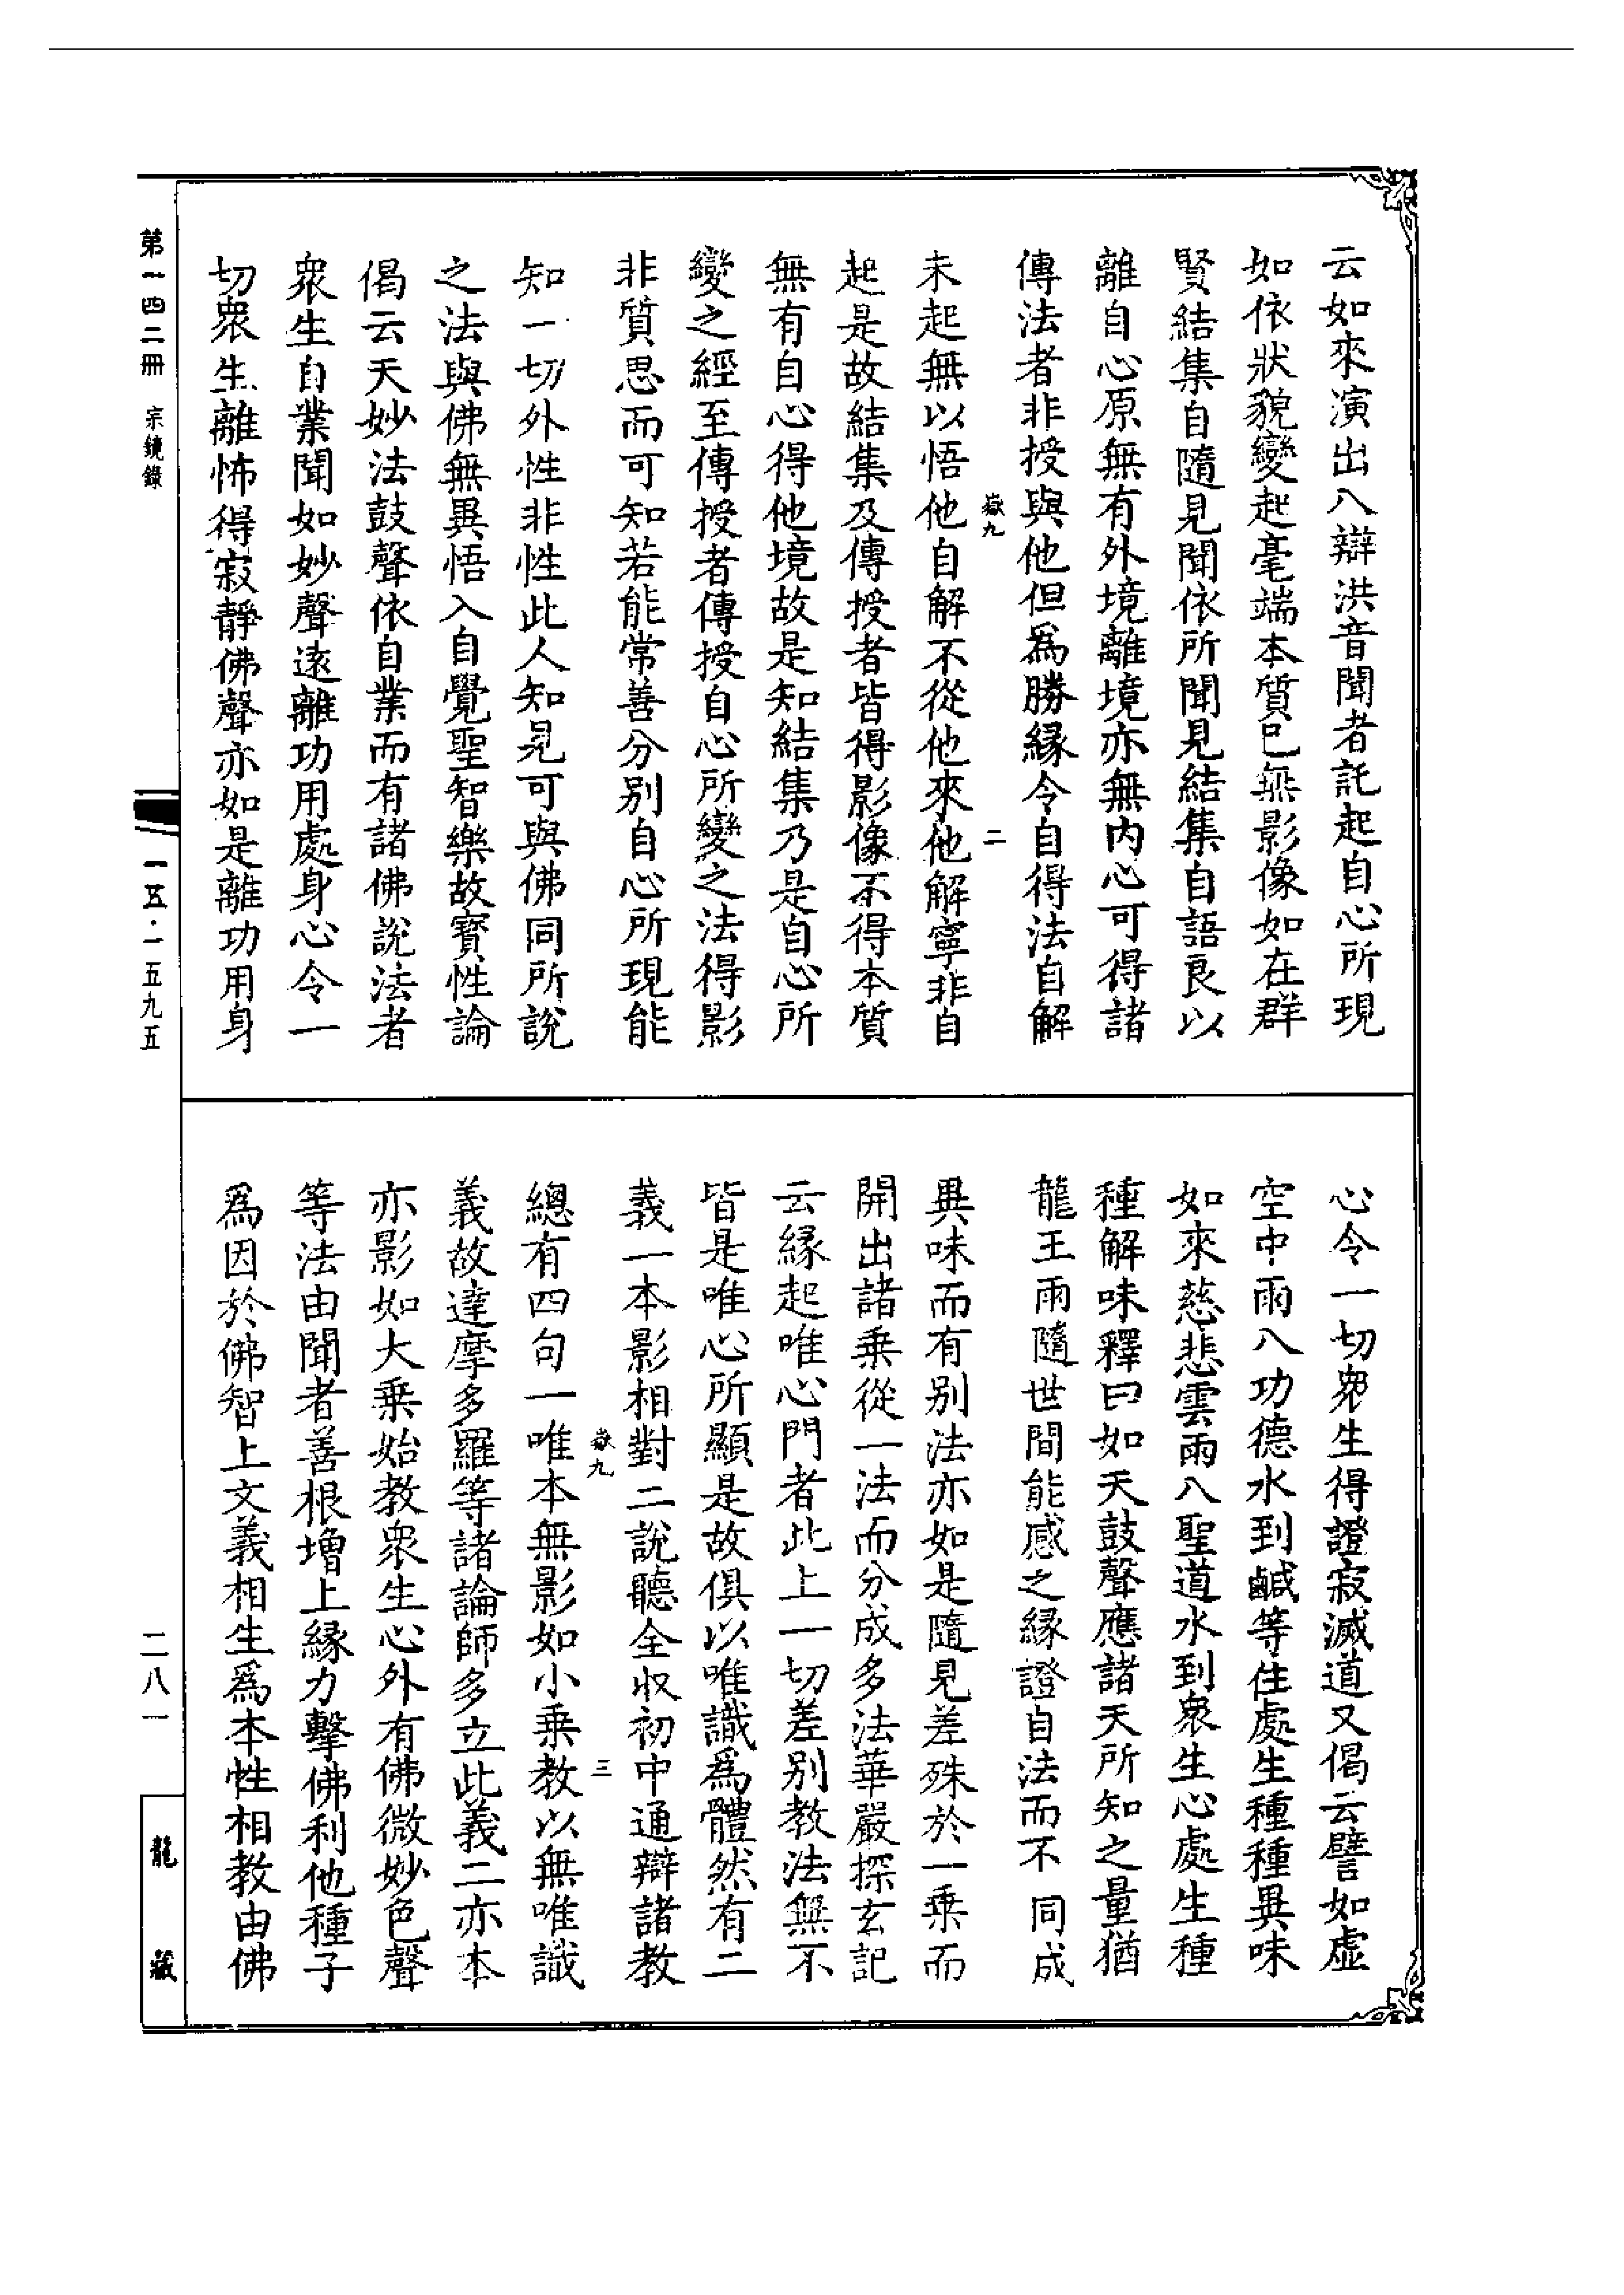 云如來演出八辯洪音聞者託起自心所現
如依狀貌變起毫端本質已無影像如在群
賢結集自隨見聞依所聞見結集自語良以
離自心原無有外境離境亦無內心可得諸
傳法者非授與他但爲勝緣令自得法自解
嶽九　二
未起無以悟他自解不從他來他解寧非自
起是故結集及傳授者皆得影像不得本質
無有自心得他境故是知結集乃是自心所
變之經至傳授者傳授自心所變之法得影
非質思而可知若能常善分別自心所現能
知一切外性非性此人知見可與佛同所說
之法與佛無異悟入自覺聖智樂故寶性論
偈云天妙法鼓聲依自業而有諸佛說法者
衆生自業聞如妙聲遠離功用處身心令一
切衆生離怖得寂靜佛聲亦如是離功用身
心令一切衆生得證寂滅道又偈云譬如虛
空中雨八功德水到鹹等住處生種種異味
如來慈悲雲雨八聖道水到衆生心處生種
種解味釋曰如天鼓聲應諸天所知之量猶
龍王雨隨世間能感之緣證自法而不同成
異味而有別法亦如是隨見差殊於一乘而
開出諸乘從一法而分成多法華嚴探玄記
云緣起唯心門者此上一切差別教法無不
皆是唯心所顯是故俱以唯識爲體然有二
義一本影相對二說聽全收初中通辯諸教
嶽九　三
總有四句一唯本無影如小乘教以無唯識
義故達摩多羅等諸論師多立此義二亦本
亦影如大乘始教衆生心外有佛微妙色聲
等法由聞者善根增上緣力擊佛利他種子
爲因於佛智上文義相生爲本性相教由佛
第一四二冊　宗鏡錄
一五·一五九五
二八一
龍藏